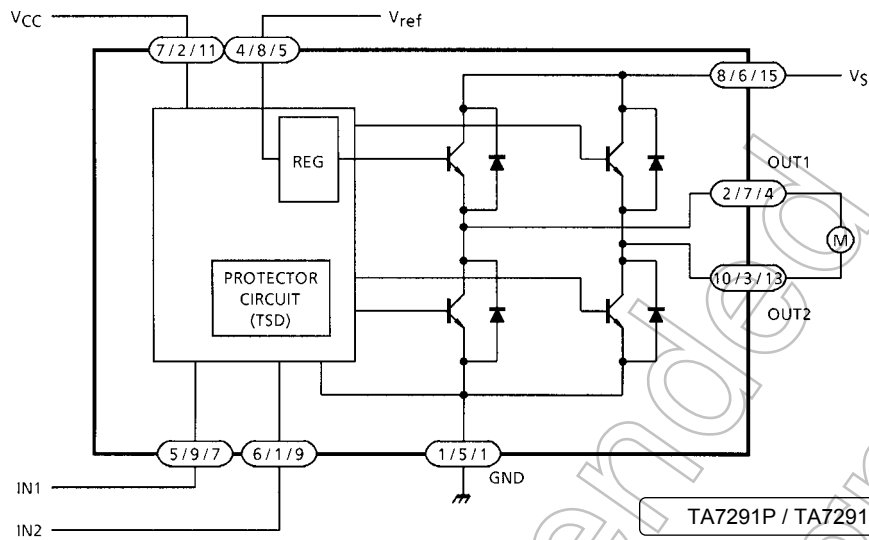 VCC
Vref
7 / 2 / 11
4 / 8 / 5
8 / 6 / 15
VS
REG
OUT1
2 / 7 / 4
M
PROTECTOR
CIRCUIT
(TSD)
10 / 3 / 13
OUT2
5 / 9 / 7
6 / 1 / 9
1 / 5 / 1
GND
IN1
IN2
TA7291P / TA7291
ended